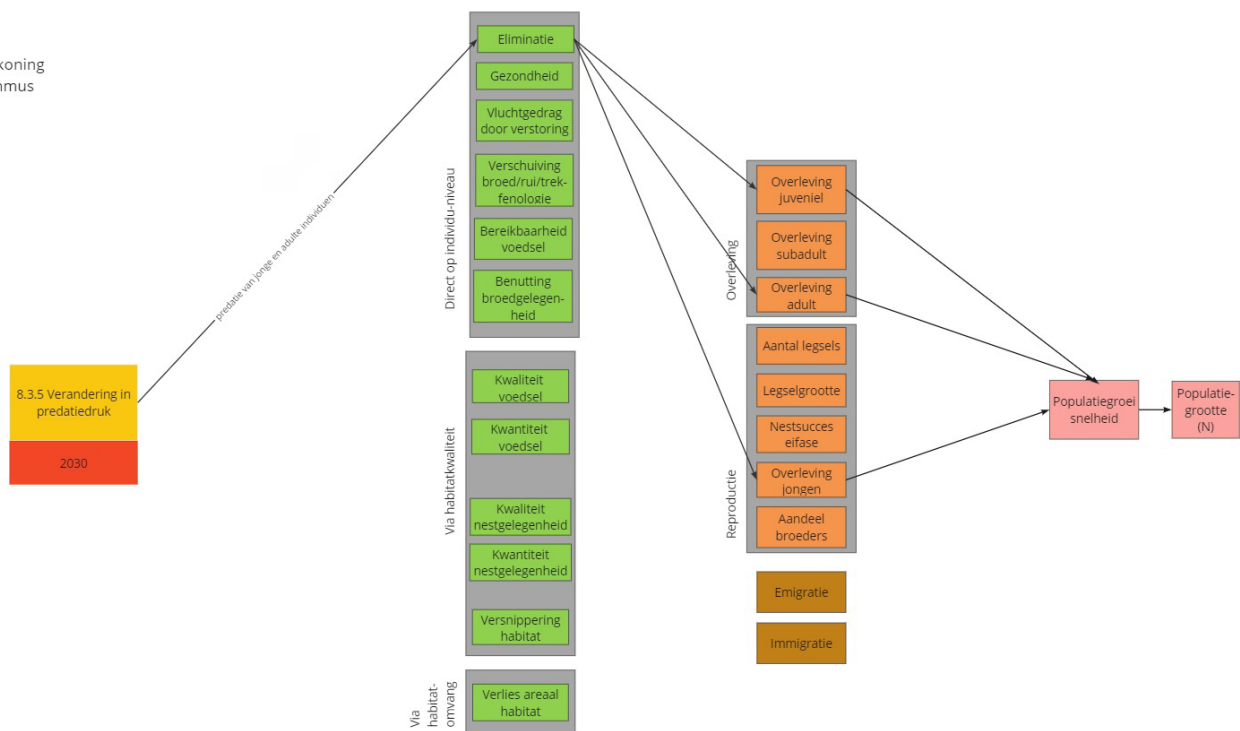 koning
nmus
predatie van jonge en adulte individuen
8.3.5 Verandering in
predatiedruk
2030
Direct op individu-niveau
Eliminatie
Gezondheid
Vluchtgedrag
door verstoring
Verschuiving
broed/rui/trek-
fenologie
Bereikbaarheid
voedsel
Benutting
broedgelegen-
heid
Via habitatkwaliteit
Kwaliteit
voedsel
Kwantiteit
voedsel
Kwaliteit
nestgelegenheid
Kwantiteit
nestgelegenheid
Versnippering
habitat
Via
habitat-
omvang
Verlies areaal
habitat
Overleving
Overleving
juveniel
Overleving
subadult
Overleving
adult
Reproductie
Aantal legsels
Legselgrootte
Nestsucces
eifase
Overleving
jongen
Aandeel
broeders
Emigratie
Immigratie
Populatiegroei
snelheid
Populatie-
grootte
(N)